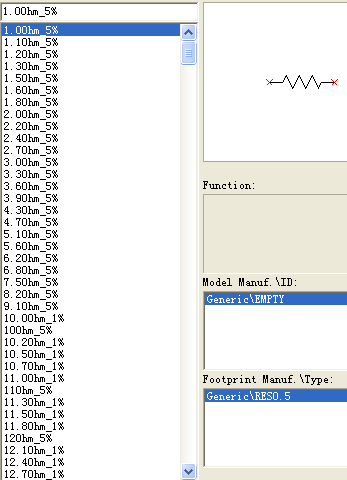 1.0Ohm_5%
1.0Ohm_5%
1.1Ohm_5%
1.2Ohm_5%
1.3Ohm_5%
1.5Ohm_5%
1.6Ohm_5%
1.8Ohm_5%
2.0Ohm_5%
2.2Ohm_5%
2.4Ohm_5%
2.7Ohm_5%
3.0Ohm_5%
3.3Ohm_5%
3.6Ohm_5%
3.9Ohm_5%
4.3Ohm_5%
4.7Ohm_5%
5.1Ohm_5%
5.6Ohm_5%
6.2Ohm_5%
6.8Ohm_5%
7.5Ohm_5%
8.2Ohm_5%
9.1Ohm_5%
10.0Ohm_1%
10Ohm_5%
10.2Ohm_1%
10.5Ohm_1%
10.7Ohm_1%
11.0Ohm_1%
11Ohm_5%
11.3Ohm_1%
11.5Ohm_1%
11.8Ohm_1%
12Ohm_5%
12.1Ohm_1%
12.4Ohm_1%
12.7Ohm_1%
Function:
Model Manuf.\ID:
Generic\EMPTY
Footprint Manuf.\Type:
Generic\RES0.5